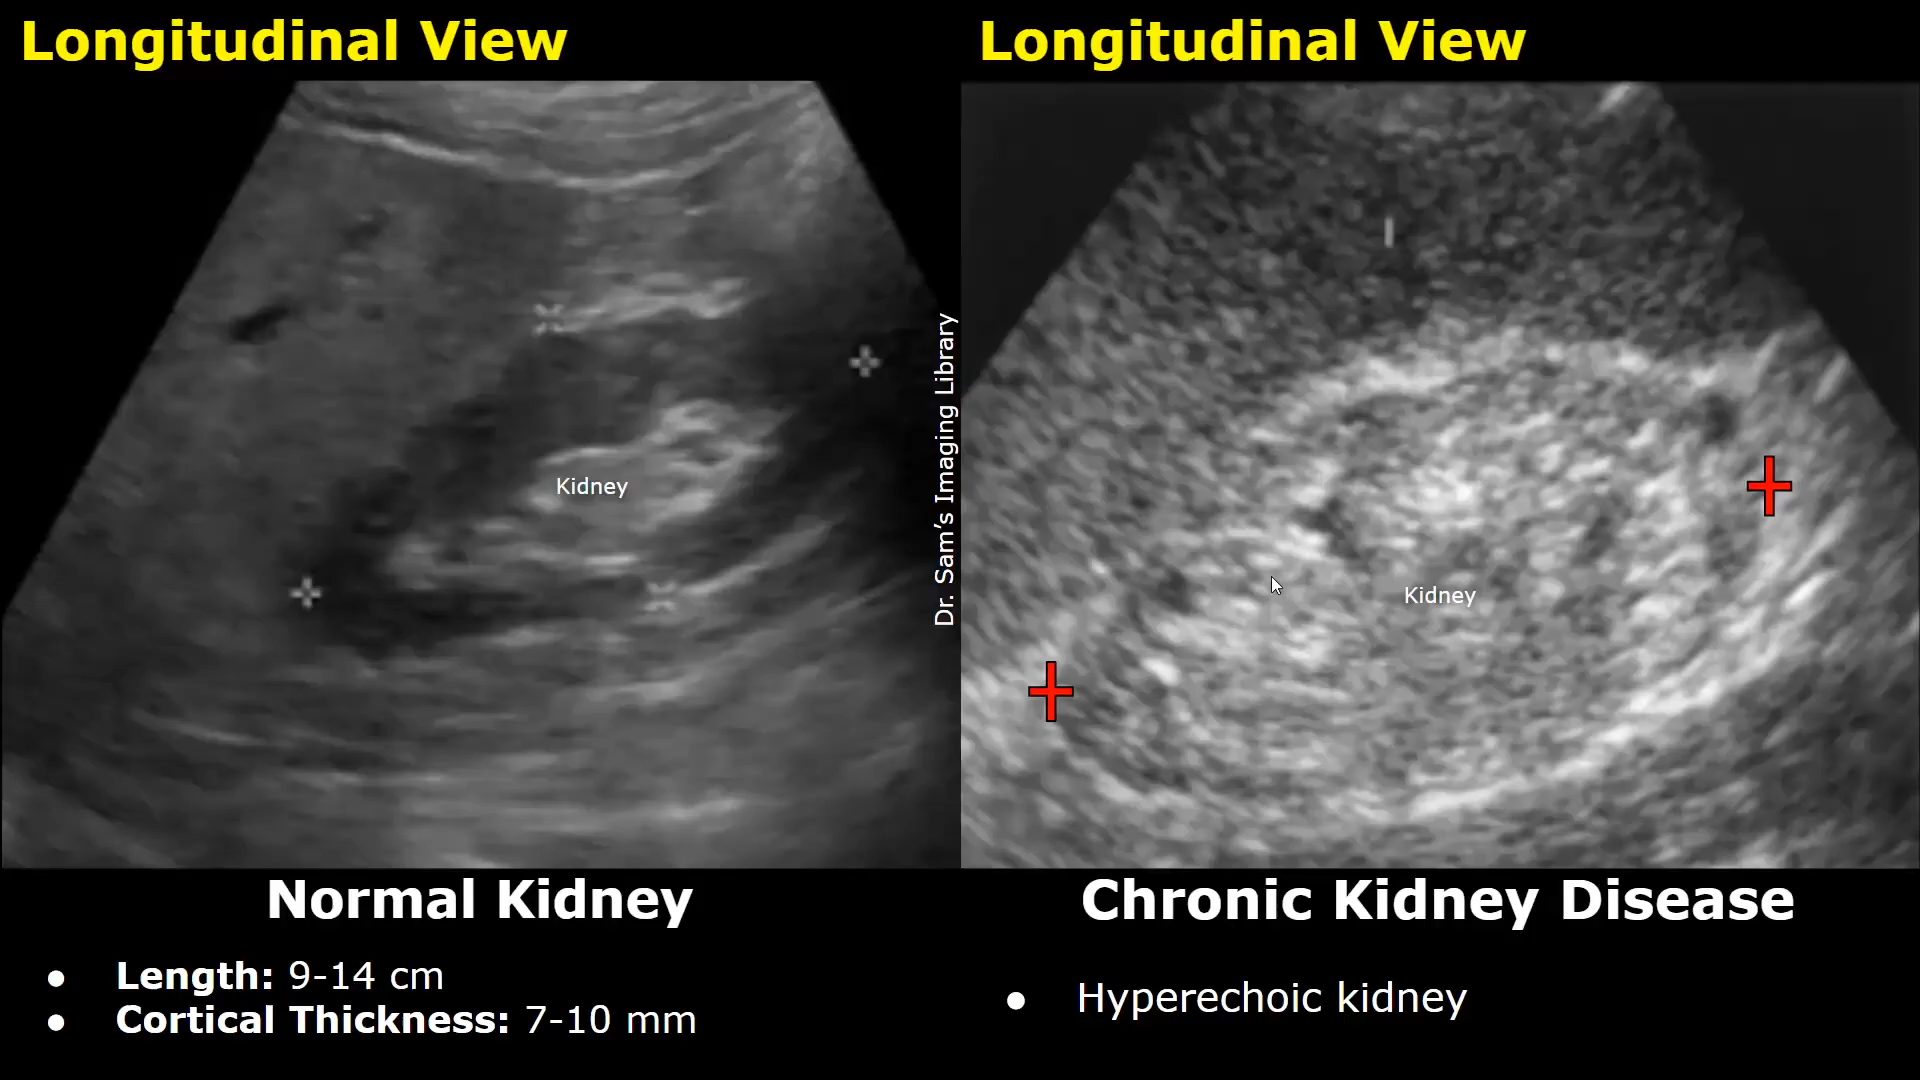 Longitudinal View
Longitudinal View
Kidney
Kidney
Dr. Sam’s Imaging Library
Normal Kidney
● Length: 9-14 cm
● Cortical Thickness: 7-10 mm
Chronic Kidney Disease
● Hyperechoic kidney